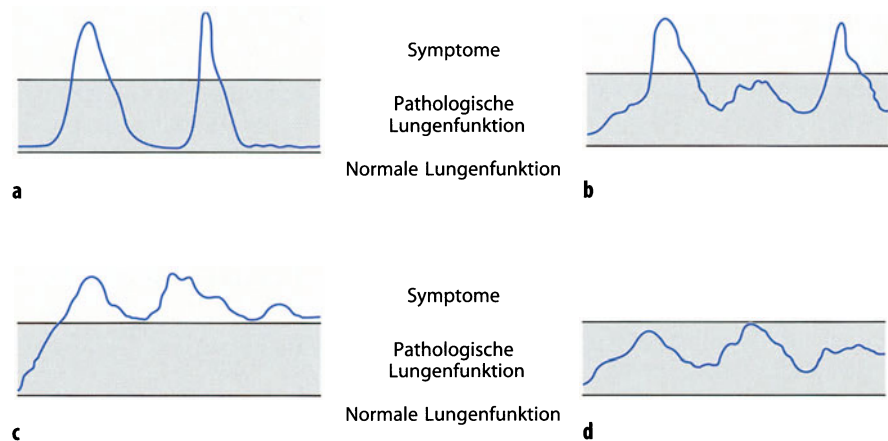 Symptome
Pathologische
Lungenfunktion
Normale Lungenfunktion
a
b
Symptome
Pathologische
Lungenfunktion
Normale Lungenfunktion
c
d